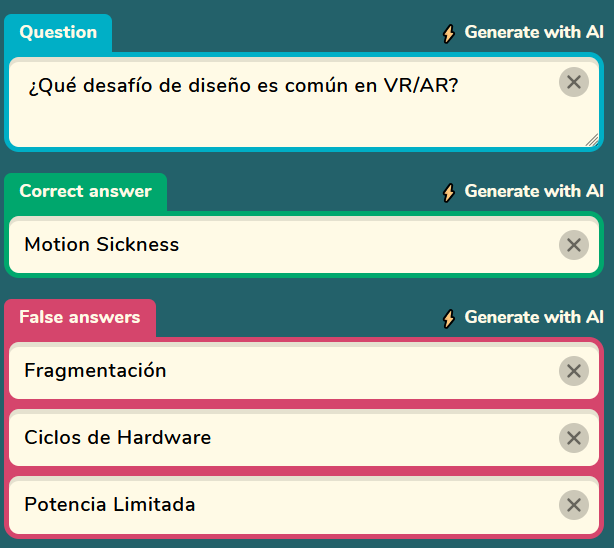 Question
Generate with AI
¿Qué desafío de diseño es común en VR/AR?
Correct answer
Generate with AI
Motion Sickness
False answers
Generate with AI
Fragmentación
Ciclos de Hardware
Potencia Limitada